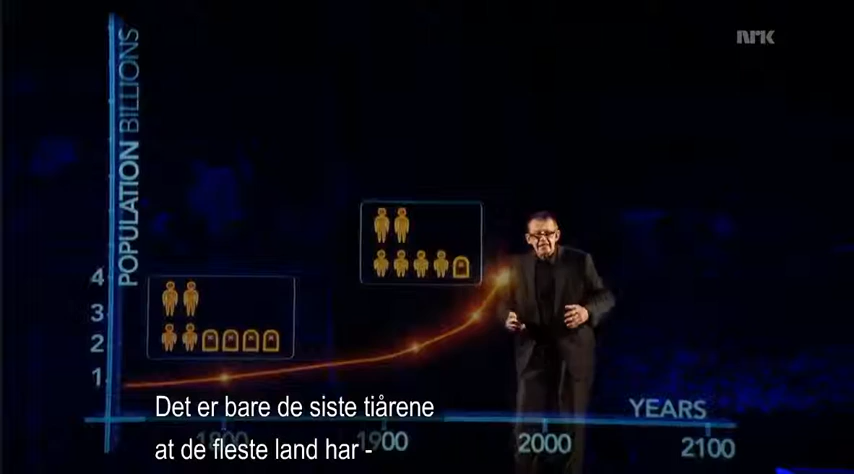 NRK
POPULATION BILLIONS
4
3
2
1
YEARS
1800
1900
2000
2100
Det er bare de siste tiårene
at de fleste land har -